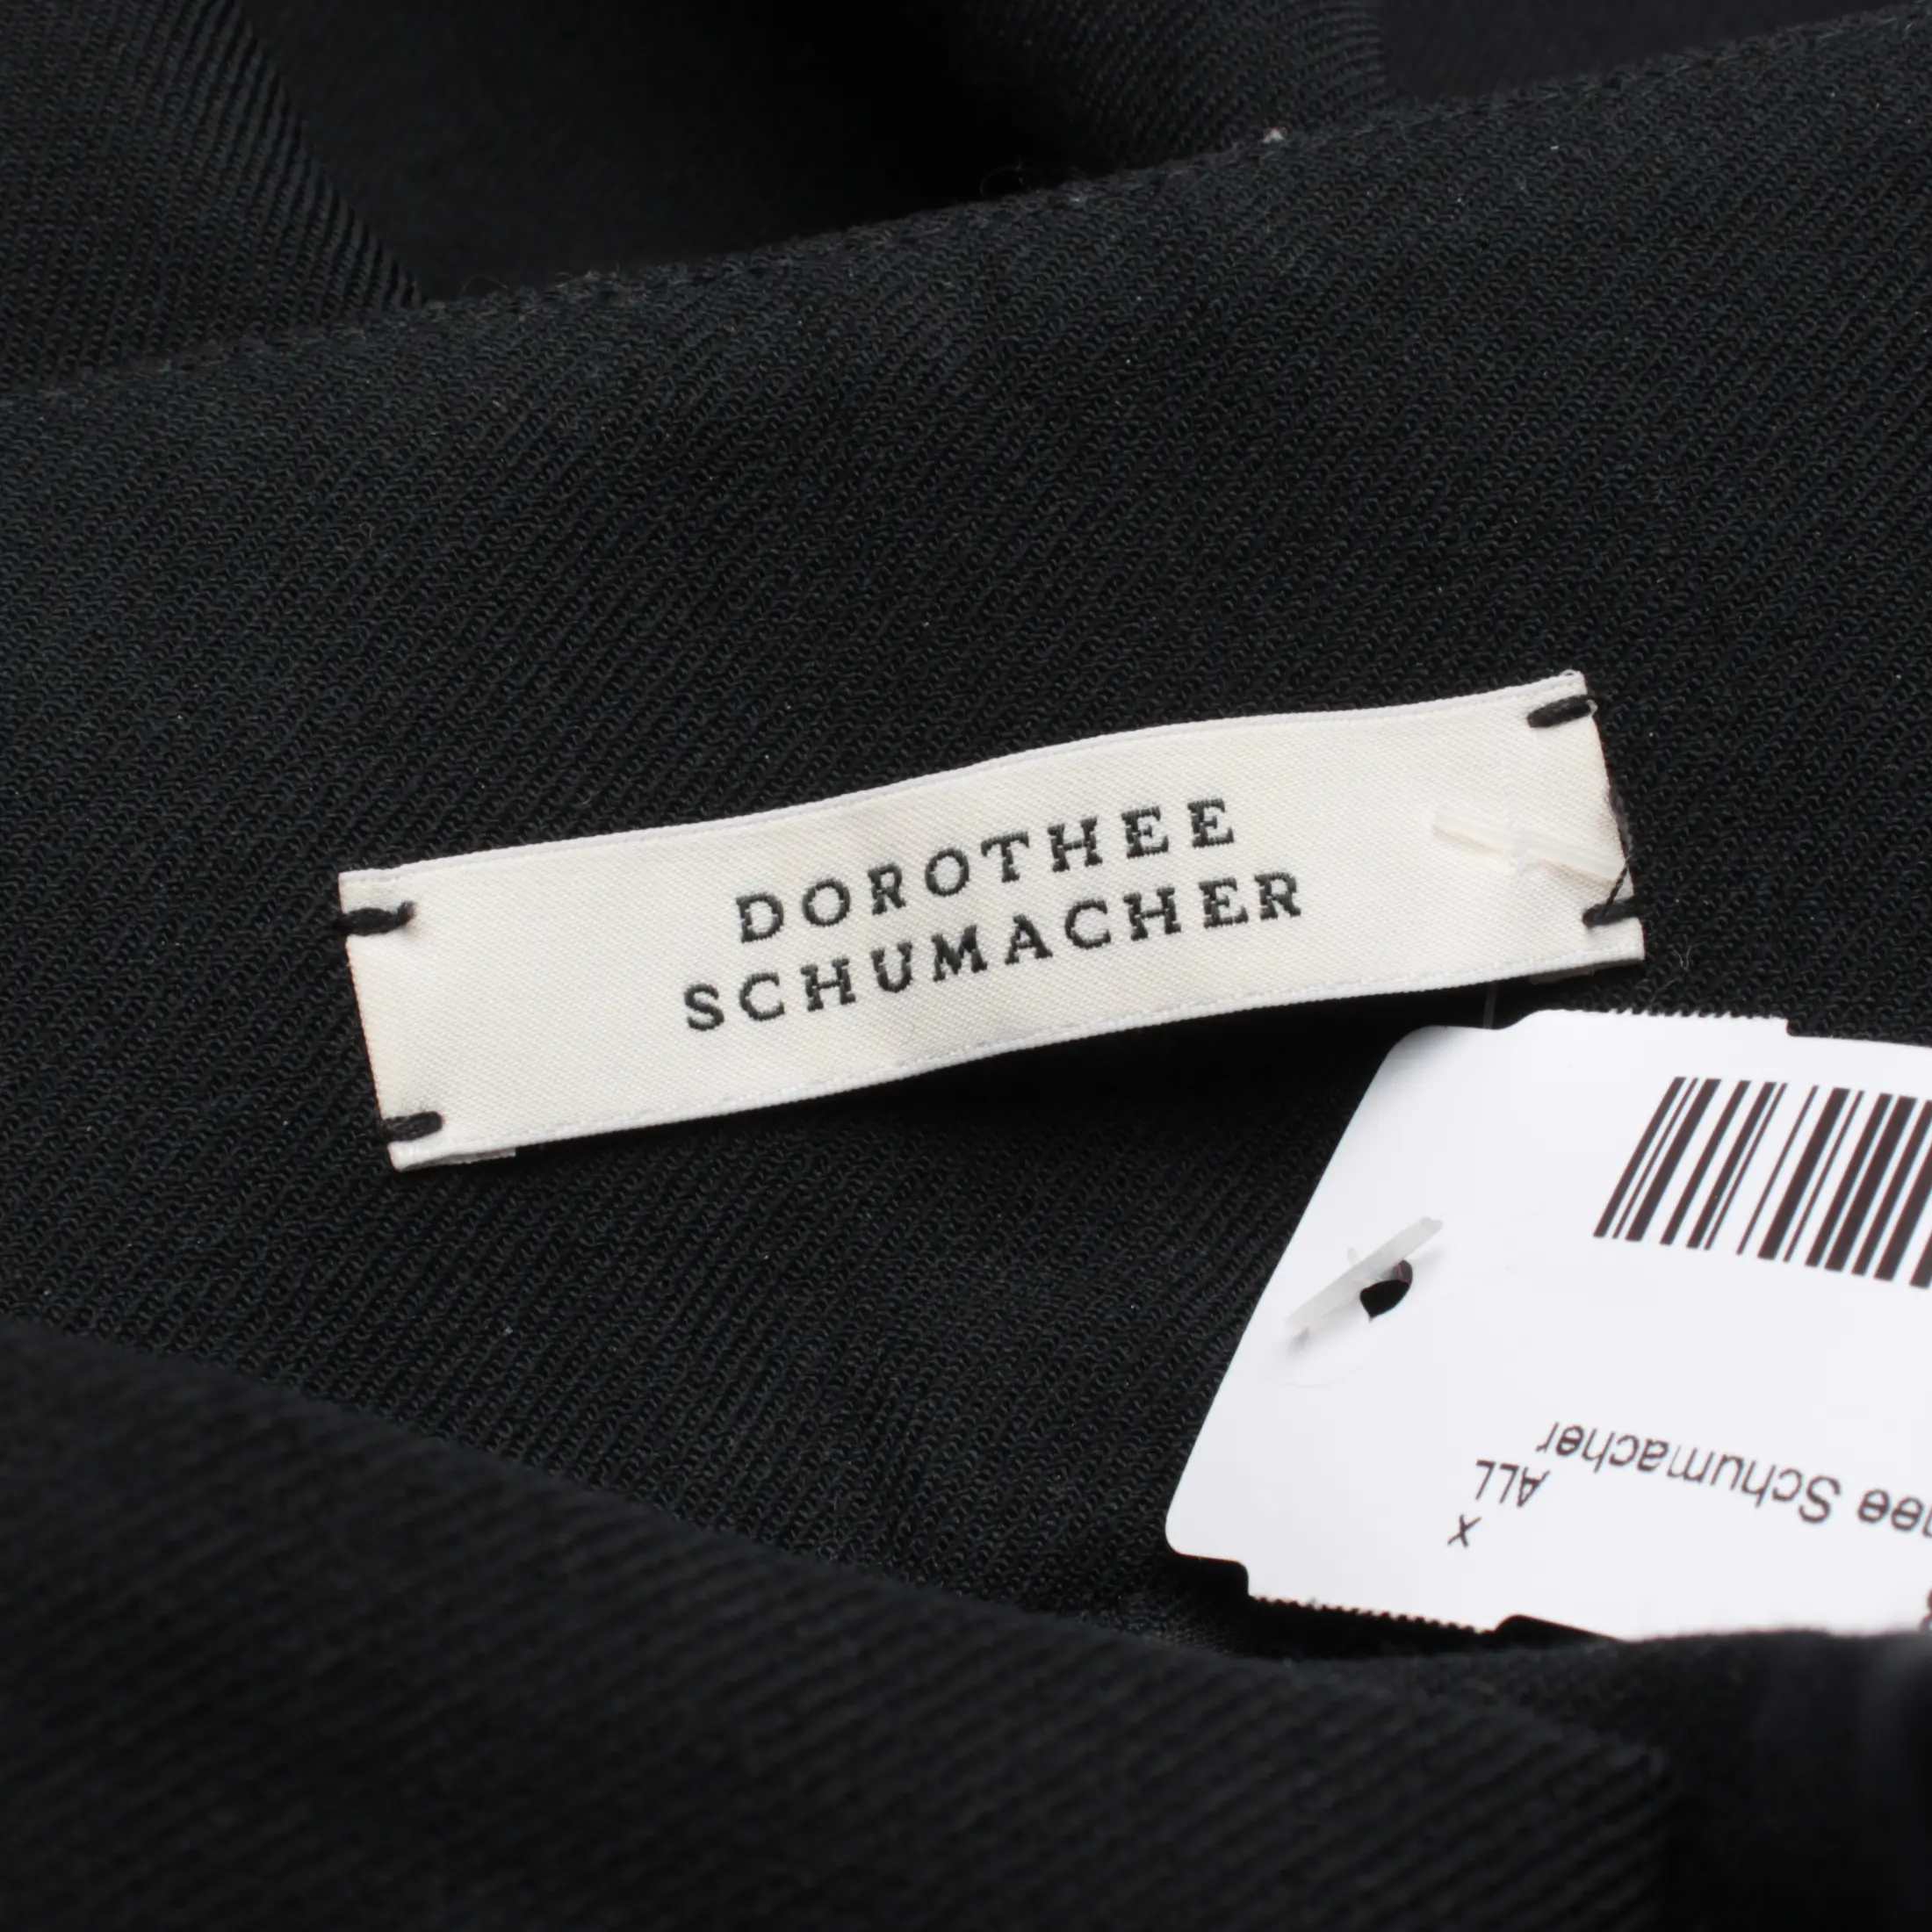 DOROTHEE
SCHUMACHER
x
ALL
ee Schumacher